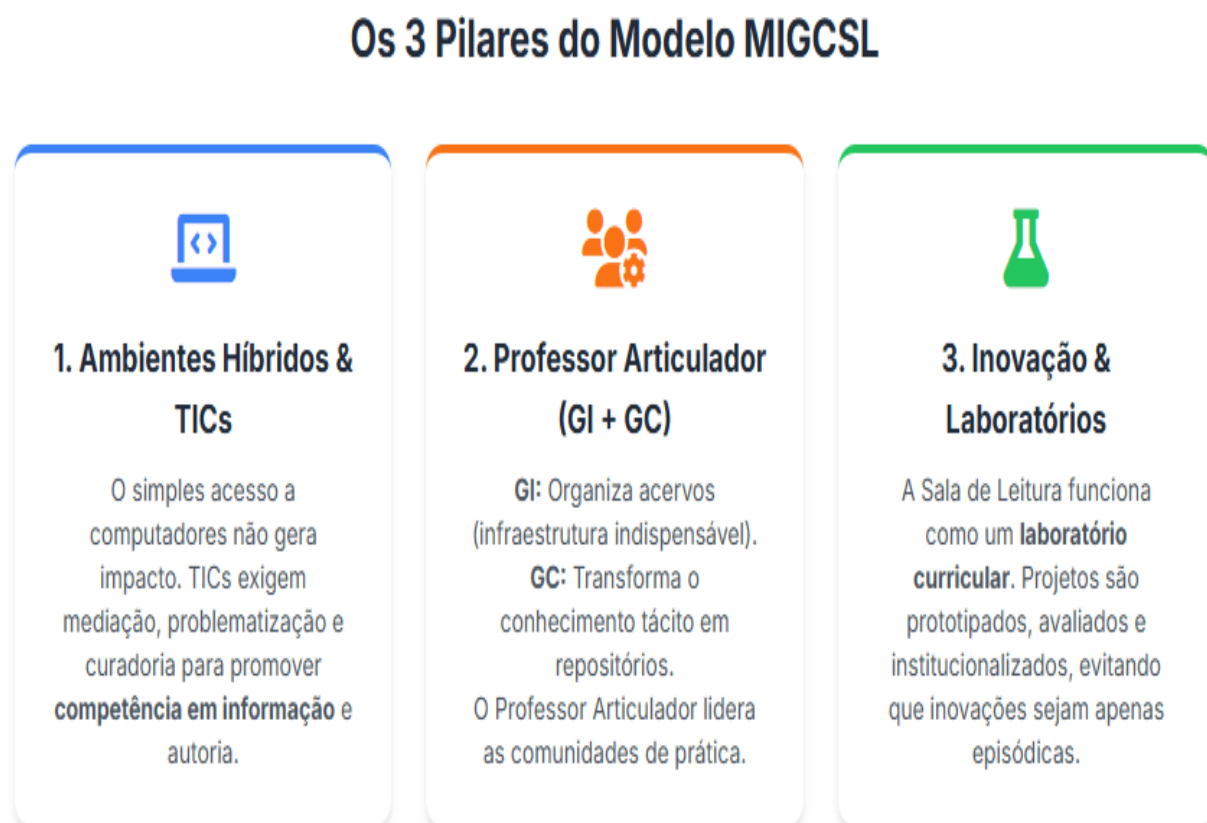 Os 3 Pilares do Modelo MIGCSL
1. Ambientes Híbridos &
TICs
O simples acesso a
computadores não gera
impacto. TICs exigem
mediação, problematização e
curadoria para promover
competência em informação e
autoria.
2. Professor Articulador
(GI + GC)
GI: Organiza acervos
(infraestrutura indispensável).
GC: Transforma o
conhecimento tácito em
repositórios.
O Professor Articulador lidera
as comunidades de prática.
3. Inovação &
Laboratórios
A Sala de Leitura funciona
como um laboratório
curricular. Projetos são
prototipados, avaliados e
institucionalizados, evitando
que inovações sejam apenas
episódicas.